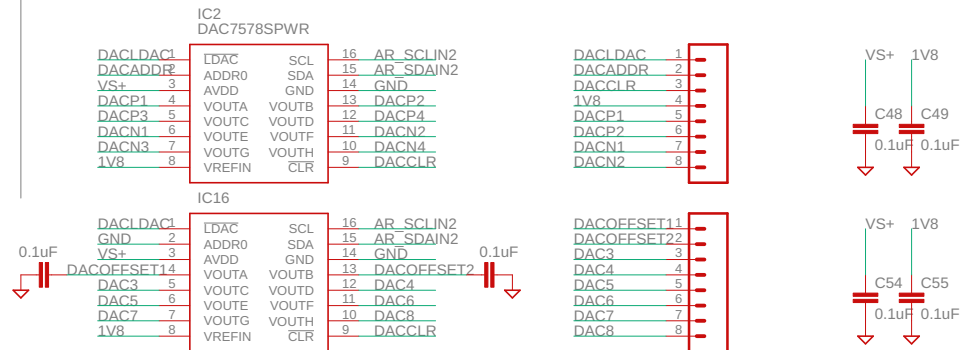 IC2
DAC7578SPWR
DACLDAC 1 LDAC SCL 16 AR_SCLIN2
DACADDR 2 ADDR0 SDA 15 AR_SDAIN2
VS+ 3 AVDD GND 14 GND
DACP1 4 VOUTA VOUTB 13 DACP2
DACP3 5 VOUTC VOUTD 12 DACP4
DACN1 6 VOUTE VOUTF 11 DACN2
DACN3 7 VOUTG VOUTH 10 DACN4
1V8 8 VREFIN CLR 9 DACCLR
DACLDAC 1
DACADDR 2
DACCLR 3
1V8 4
DACP1 5
DACP2 6
DACN1 7
DACN2 8
VS+ 1V8
C48 C49
0.1uF 0.1uF
IC16
DACLDAC 1 LDAC SCL 16 AR_SCLIN2
GND 2 ADDR0 SDA 15 AR_SDAIN2
VS+ 3 AVDD GND 14 GND
0.1uF 0.1uF
DACOFFSET1 4 VOUTA VOUTB 13 DACOFFSET2
DAC3 5 VOUTC VOUTD 12 DAC4
DAC5 6 VOUTE VOUTF 11 DAC6
DAC7 7 VOUTG VOUTH 10 DAC8
1V8 8 VREFIN CLR 9 DACCLR
DACOFFSET1 1
DACOFFSET2 2
DAC3 3
DAC4 4
DAC5 5
DAC6 6
DAC7 7
DAC8 8
VS+ 1V8
C54 C55
0.1uF 0.1uF